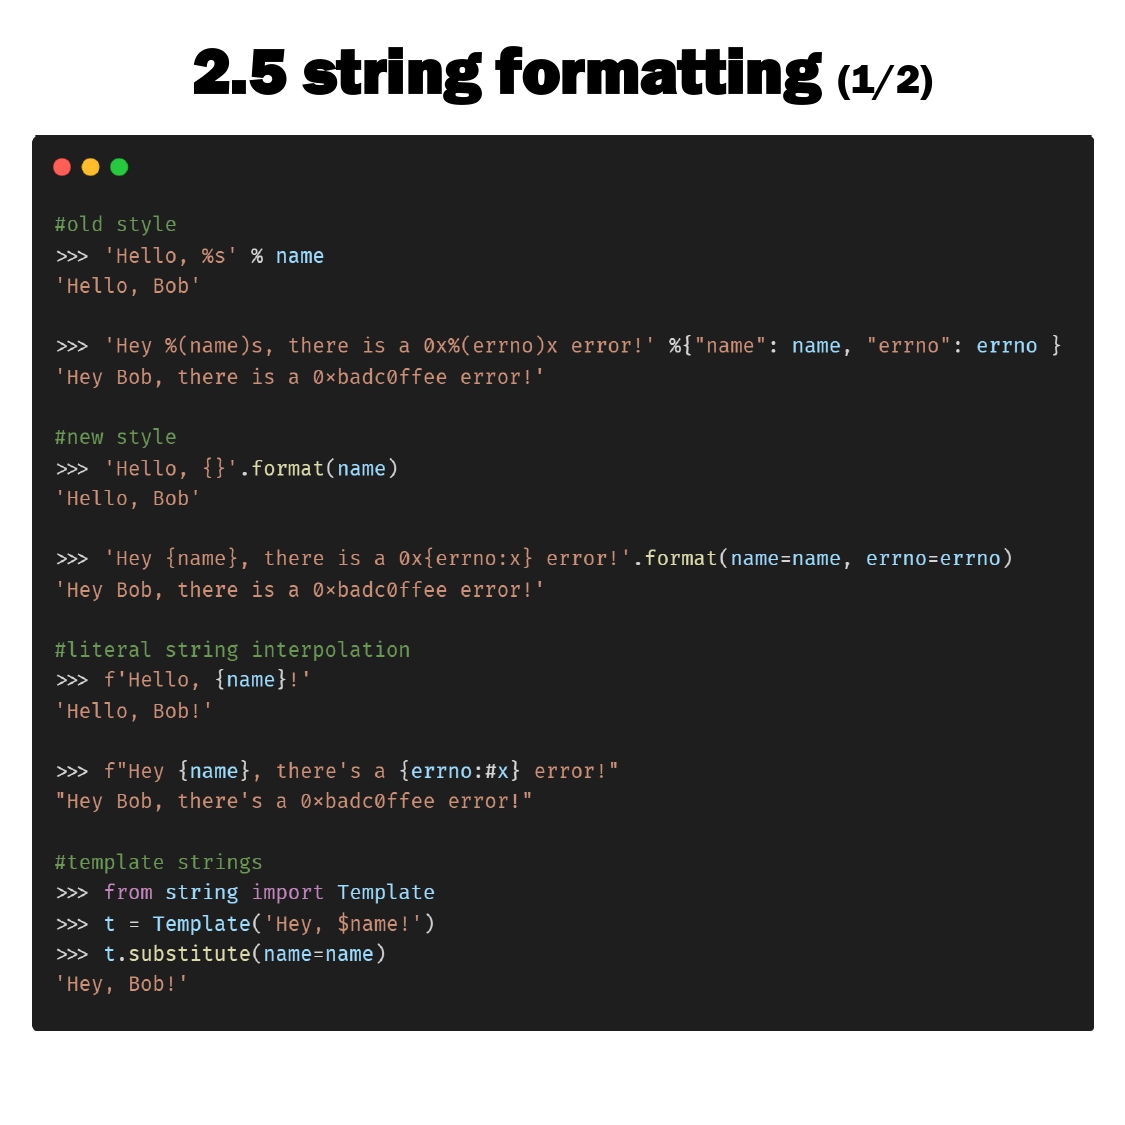 2.5 string formatting (1/2)
#old style
>>> 'Hello, %s' % name
'Hello, Bob'
>>> 'Hey %(name)s, there is a 0x%(errno)x error!' %{"name": name, "errno": errno }
'Hey Bob, there is a 0xbadc0ffee error!'
#new style
>>> 'Hello, {}'.format(name)
'Hello, Bob'
>>> 'Hey {name}, there is a 0x{errno:x} error!'.format(name=name, errno=errno)
'Hey Bob, there is a 0xbadc0ffee error!'
#literal string interpolation
>>> f'Hello, {name}!'
'Hello, Bob!'
>>> f"Hey {name}, there's a {errno:#x} error!"
"Hey Bob, there's a 0xbadc0ffee error!"
#template strings
>>> from string import Template
>>> t = Template('Hey, $name!')
>>> t.substitute(name=name)
'Hey, Bob!'